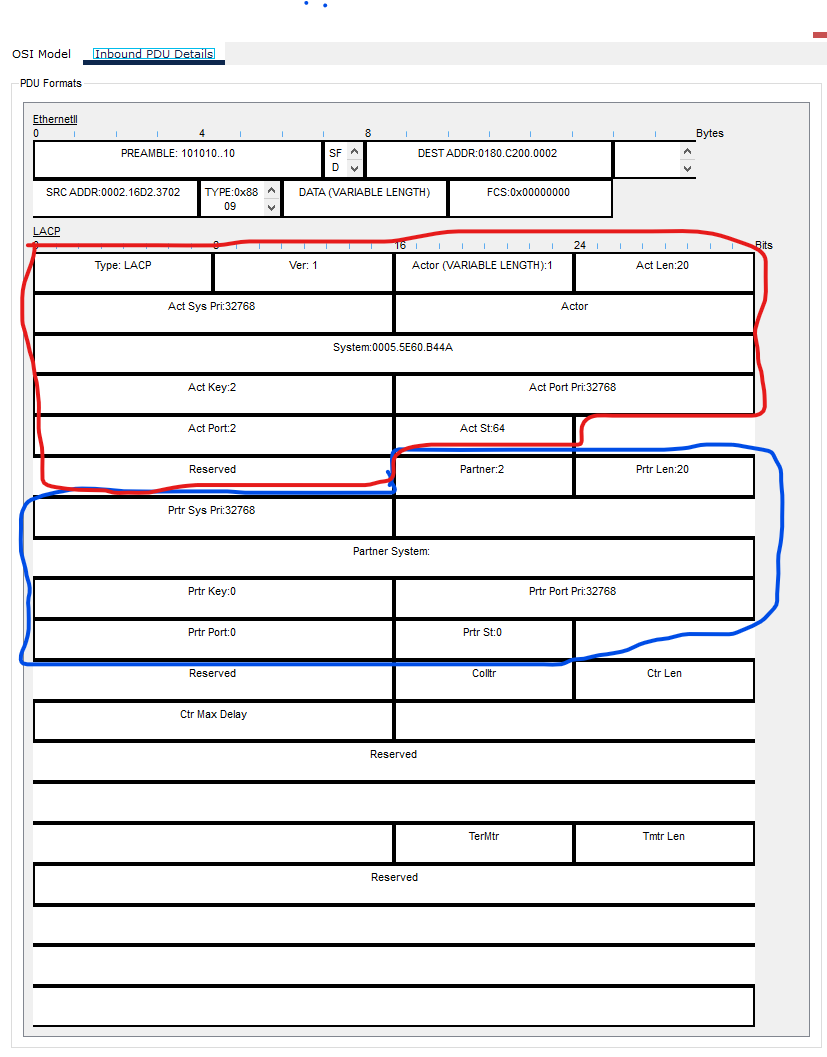 OSI Model Inbound PDU Details
PDU Formats
EthernetII
0 4 8 Bytes
PREAMBLE: 101010..10 SF D DEST ADDR:0180.C200.0002
SRC ADDR:0002.16D2.3702 TYPE:0x88 09 DATA (VARIABLE LENGTH) FCS:0x00000000
LACP
0 8 16 24 Bits
Type: LACP Ver: 1 Actor (VARIABLE LENGTH):1 Act Len:20
Act Sys Pri:32768 Actor
System:0005.5E60.B44A
Act Key:2 Act Port Pri:32768
Act Port:2 Act St:64
Reserved Partner:2 Prtr Len:20
Prtr Sys Pri:32768
Partner System:
Prtr Key:0 Prtr Port Pri:32768
Prtr Port:0 Prtr St:0
Reserved Colltr Ctr Len
Ctr Max Delay
Reserved
TerMtr Tmtr Len
Reserved